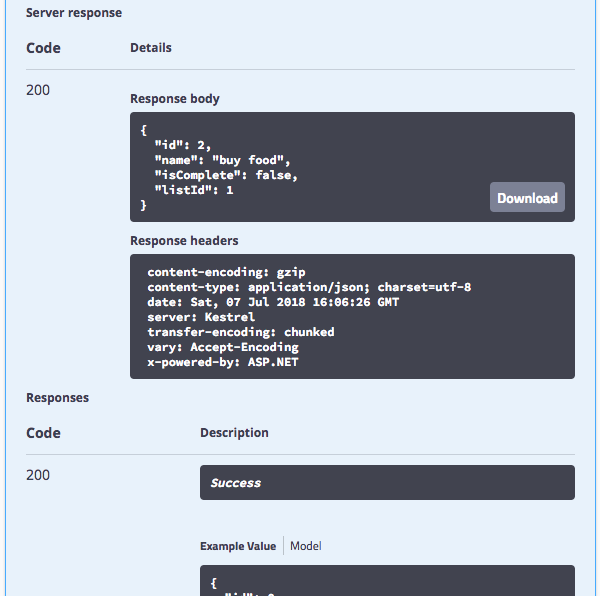 Server response
Code Details
200
Response body
{
  "id": 2,
  "name": "buy food",
  "isComplete": false,
  "listId": 1
}
Download
Response headers
content-encoding: gzip
content-type: application/json; charset=utf-8
date: Sat, 07 Jul 2018 16:06:26 GMT
server: Kestrel
transfer-encoding: chunked
vary: Accept-Encoding
x-powered-by: ASP.NET
Responses
Code Description
200
Success
Example Value Model
{